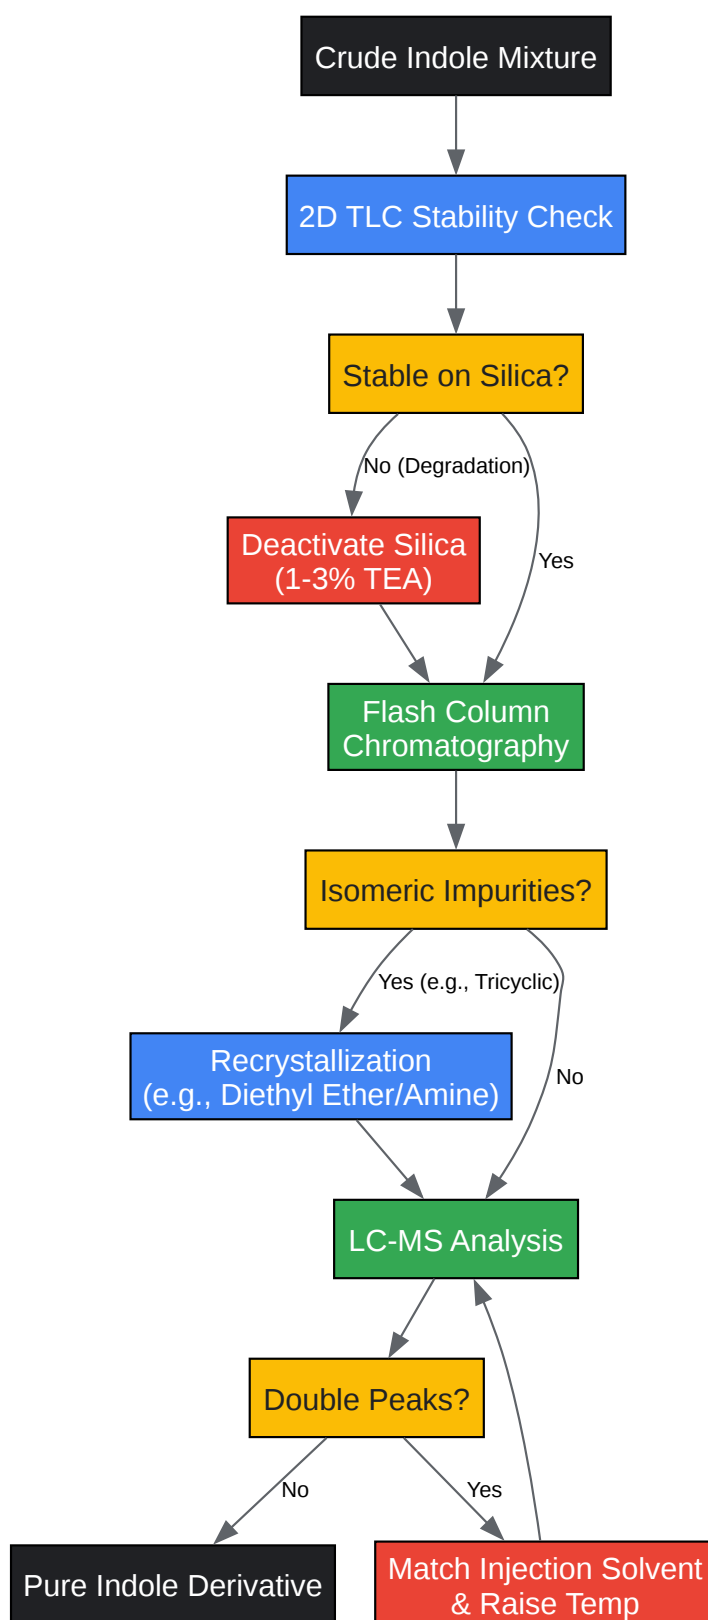 Crude Indole Mixture
2D TLC Stability Check
Stable on Silica?
No (Degradation)
Deactivate Silica
(1-3% TEA)
Yes
Flash Column
Chromatography
Isomeric Impurities?
Yes (e.g., Tricyclic)
Recrystallization
(e.g., Diethyl Ether/Amine)
No
LC-MS Analysis
Double Peaks?
No
Yes
Pure Indole Derivative
Match Injection Solvent
& Raise Temp